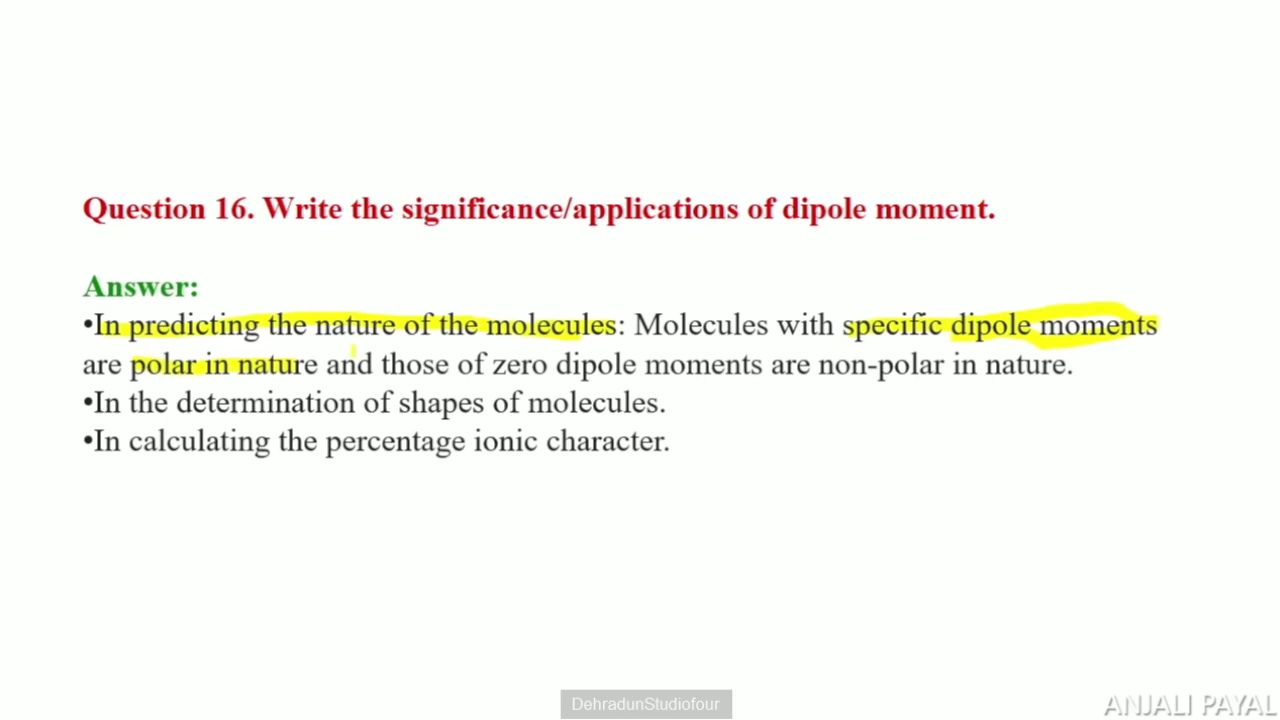 Question 16. Write the significance/applications of dipole moment.
Answer:
•In predicting the nature of the molecules: Molecules with specific dipole moments
are polar in nature and those of zero dipole moments are non-polar in nature.
•In the determination of shapes of molecules.
•In calculating the percentage ionic character.
DehradunStudiofour
ANJALI PAYAL